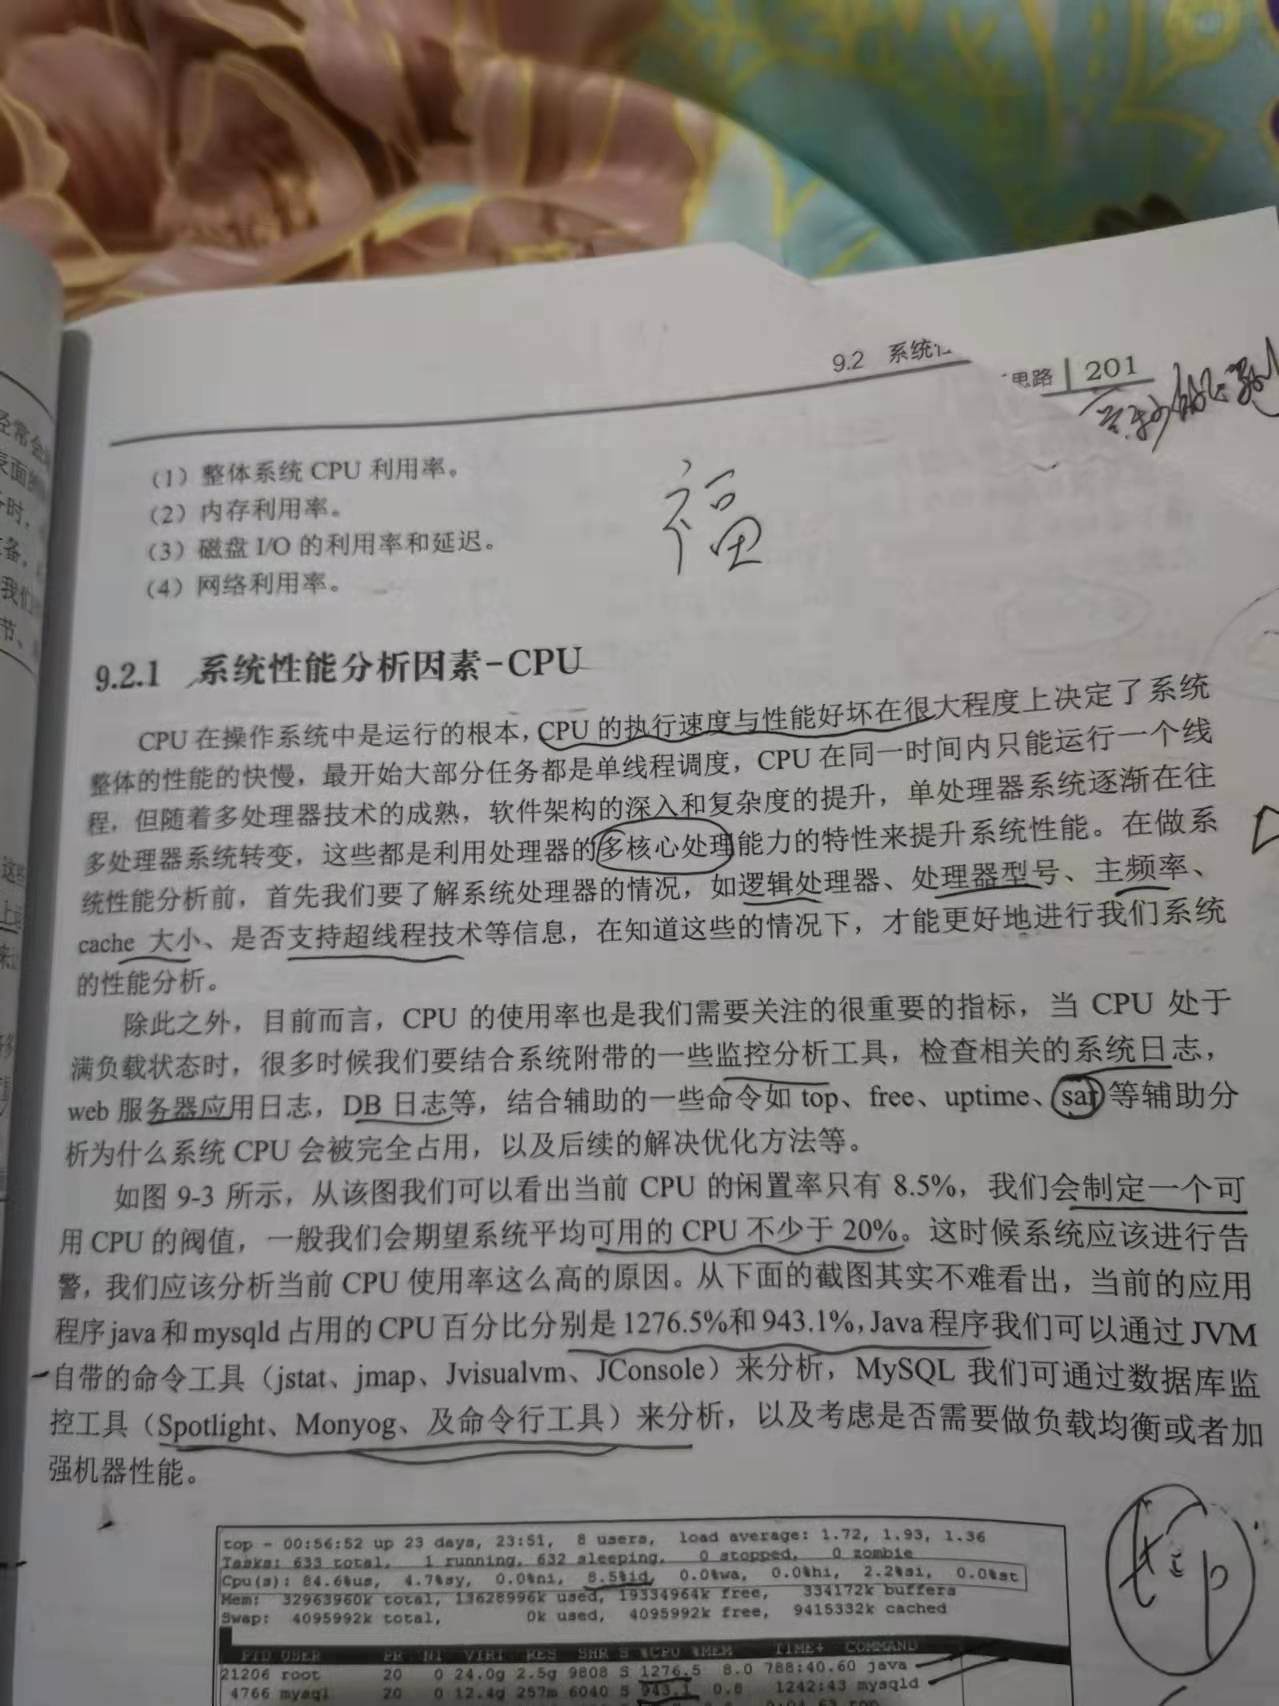 9.2 系统
思路 201
(1) 整体系统 CPU 利用率。
(2) 内存利用率。
(3) 磁盘 I/O 的利用率和延迟。
(4) 网络利用率。
福
9.2.1 系统性能分析因素-CPU
CPU 在操作系统中是运行的根本，CPU 的执行速度与性能好坏在很大程度上决定了系统
整体的性能的快慢，最开始大部分任务都是单线程调度，CPU 在同一时间内只能运行一个线
程，但随着多处理器技术的成熟，软件架构的深入和复杂度的提升，单处理器系统逐渐在往
多处理器系统转变，这些都是利用处理器的多核心处理能力的特性来提升系统性能。在做系
统性能分析前，首先我们要了解系统处理器的情况，如逻辑处理器、处理器型号、主频率、
cache 大小、是否支持超线程技术等信息，在知道这些的情况下，才能更好地进行我们系统
的性能分析。
除此之外，目前而言，CPU 的使用率也是我们需要关注的很重要的指标，当 CPU 处于
满负载状态时，很多时候我们要结合系统附带的一些监控分析工具，检查相关的系统日志，
web 服务器应用日志，DB 日志等，结合辅助的一些命令如 top、free、uptime、sar 等辅助分
析为什么系统 CPU 会被完全占用，以及后续的解决优化方法等。
如图 9-3 所示，从该图我们可以看出当前 CPU 的闲置率只有 8.5%，我们会制定一个可
用 CPU 的阀值，一般我们会期望系统平均可用的 CPU 不少于 20%。这时候系统应该进行告
警，我们应该分析当前 CPU 使用率这么高的原因。从下面的截图其实不难看出，当前的应用
程序 java 和 mysqld 占用的 CPU 百分比分别是 1276.5%和 943.1%，Java 程序我们可以通过 JVM
自带的命令工具（jstat、jmap、Jvisualvm、JConsole）来分析，MySQL 我们可通过数据库监
控工具（Spotlight、Monyog、及命令行工具）来分析，以及考虑是否需要做负载均衡或者加
强机器性能。
top - 00:56:52 up 23 days, 23:51, 8 users, load average: 1.72, 1.93, 1.36
Tasks: 633 total, 1 running, 632 sleeping, 0 stopped, 0 zombie
Cpu(s): 84.6%us, 4.7%sy, 0.0%ni, 8.5%id, 0.0%wa, 0.0%hi, 2.2%si, 0.0%st
Mem: 32963960k total, 13628996k used, 19334964k free, 334172k buffers
Swap: 4095992k total, 0k used, 4095992k free, 9415332k cached
PID USER PR NI VIRT RES SHR S %CPU %MEM TIME+ COMMAND
21206 root 20 0 24.0g 2.5g 9808 S 1276.5 8.0 788:40.60 java
4766 mysql 20 0 12.4g 257m 6040 S 943.1 0.8 1242:43 mysqld